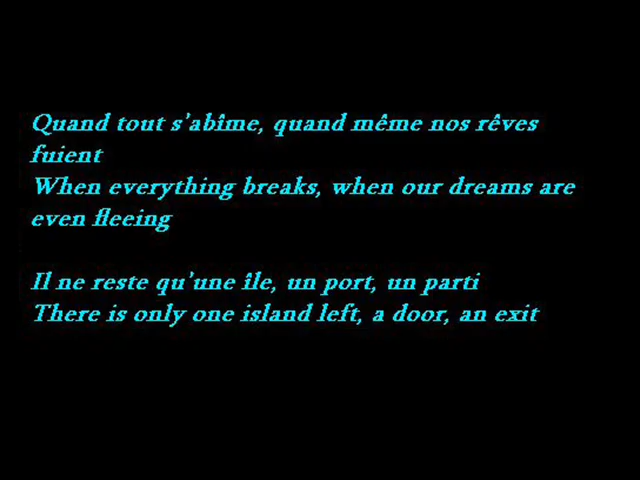 Quand tout s'abîme, quand même nos rêves
fuient
When everything breaks, when our dreams are
even fleeing
Il ne reste qu'une île, un port, un parti
There is only one island left, a door, an exit